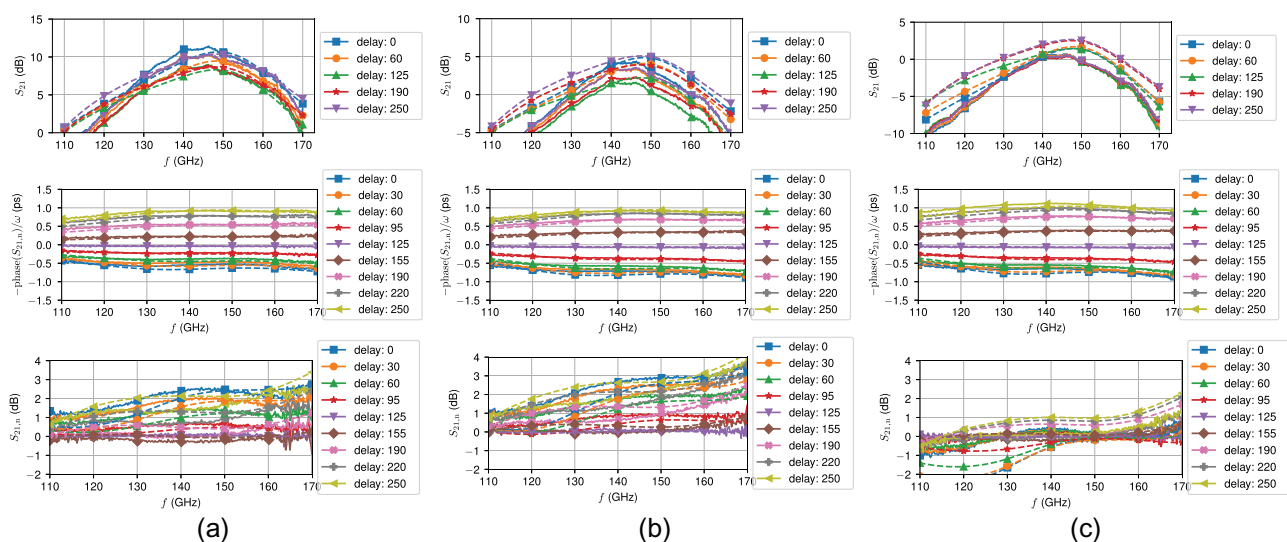 15
10
5
0
S21 (dB)
110 120 130 140 150 160 170
f (GHz)
delay: 0
delay: 60
delay: 125
delay: 190
delay: 250
1.5
1.0
0.5
0.0
−0.5
−1.0
−1.5
−phase(S21,n)/ω (ps)
110 120 130 140 150 160 170
f (GHz)
delay: 0
delay: 30
delay: 60
delay: 95
delay: 125
delay: 155
delay: 190
delay: 220
delay: 250
4
3
2
1
0
−1
−2
S21,n (dB)
110 120 130 140 150 160 170
f (GHz)
delay: 0
delay: 30
delay: 60
delay: 95
delay: 125
delay: 155
delay: 190
delay: 220
delay: 250
(a)
10
5
0
−5
S21 (dB)
110 120 130 140 150 160 170
f (GHz)
delay: 0
delay: 60
delay: 125
delay: 190
delay: 250
1.5
1.0
0.5
0.0
−0.5
−1.0
−1.5
−phase(S21,n)/ω (ps)
110 120 130 140 150 160 170
f (GHz)
delay: 0
delay: 30
delay: 60
delay: 95
delay: 125
delay: 155
delay: 190
delay: 220
delay: 250
4
3
2
1
0
−1
−2
S21,n (dB)
110 120 130 140 150 160 170
f (GHz)
delay: 0
delay: 30
delay: 60
delay: 95
delay: 125
delay: 155
delay: 190
delay: 220
delay: 250
(b)
5
0
−5
−10
S21 (dB)
110 120 130 140 150 160 170
f (GHz)
delay: 0
delay: 60
delay: 125
delay: 190
delay: 250
1.5
1.0
0.5
0.0
−0.5
−1.0
−1.5
−phase(S21,n)/ω (ps)
110 120 130 140 150 160 170
f (GHz)
delay: 0
delay: 30
delay: 60
delay: 95
delay: 125
delay: 155
delay: 190
delay: 220
delay: 250
4
3
2
1
0
−1
−2
S21,n (dB)
110 120 130 140 150 160 170
f (GHz)
delay: 0
delay: 30
delay: 60
delay: 95
delay: 125
delay: 155
delay: 190
delay: 220
delay: 250
(c)